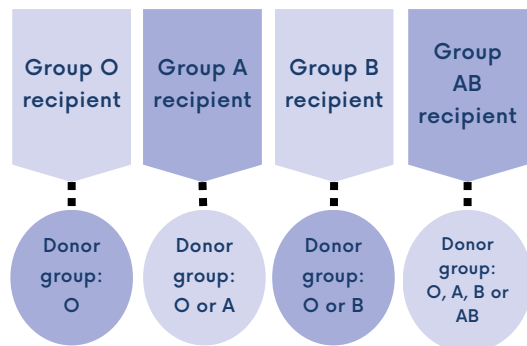 Group O
recipient
Group A
recipient
Group B
recipient
Group
AB
recipient
Donor
group:
O
Donor
group:
O or A
Donor
group:
O or B
Donor
group:
O, A, B or
AB